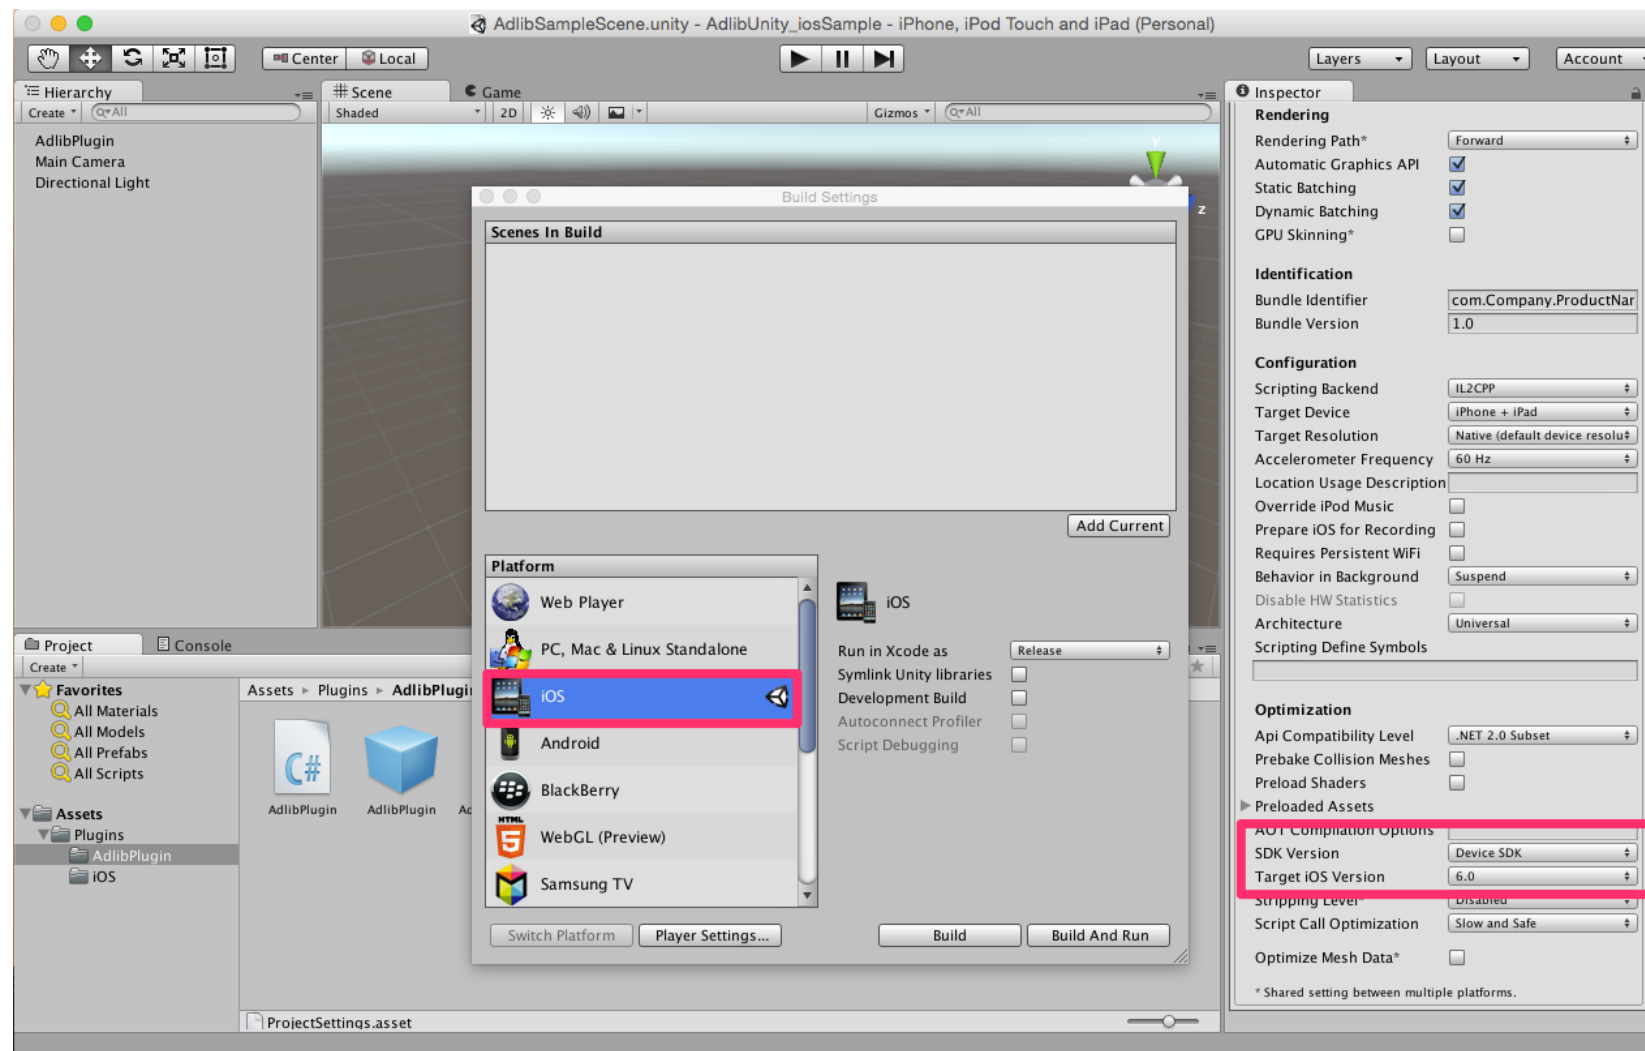 AdlibSampleScene.unity - AdlibUnity_iosSample - iPhone, iPod Touch and iPad (Personal)
Center
Local
Layers
Layout
Account
Hierarchy
Create
All
AdlibPlugin
Main Camera
Directional Light
Scene
Game
Shaded
2D
Gizmos
All
y
z
Build Settings
Scenes In Build
Add Current
Platform
Web Player
PC, Mac & Linux Standalone
iOS
Android
BlackBerry
HTML
5
WebGL (Preview)
Samsung TV
iOS
Run in Xcode as Release
Symlink Unity libraries
Development Build
Autoconnect Profiler
Script Debugging
Switch Platform
Player Settings...
Build
Build And Run
Project
Console
Create
Favorites
All Materials
All Models
All Prefabs
All Scripts
Assets
Plugins
AdlibPlugin
iOS
Assets Plugins AdlibPlugi
C#
AdlibPlugin
AdlibPlugin
ProjectSettings.asset
Inspector
Rendering
Rendering Path* Forward
Automatic Graphics API
Static Batching
Dynamic Batching
GPU Skinning*
Identification
Bundle Identifier com.Company.ProductNar
Bundle Version 1.0
Configuration
Scripting Backend IL2CPP
Target Device iPhone + iPad
Target Resolution Native (default device resolu
Accelerometer Frequency 60 Hz
Location Usage Description
Override iPod Music
Prepare iOS for Recording
Requires Persistent WiFi
Behavior in Background Suspend
Disable HW Statistics
Architecture Universal
Scripting Define Symbols
Optimization
Api Compatibility Level .NET 2.0 Subset
Prebake Collision Meshes
Preload Shaders
Preloaded Assets
AOT Compilation Options
SDK Version Device SDK
Target iOS Version 6.0
Stripping Level* Disabled
Script Call Optimization Slow and Safe
Optimize Mesh Data*
* Shared setting between multiple platforms.